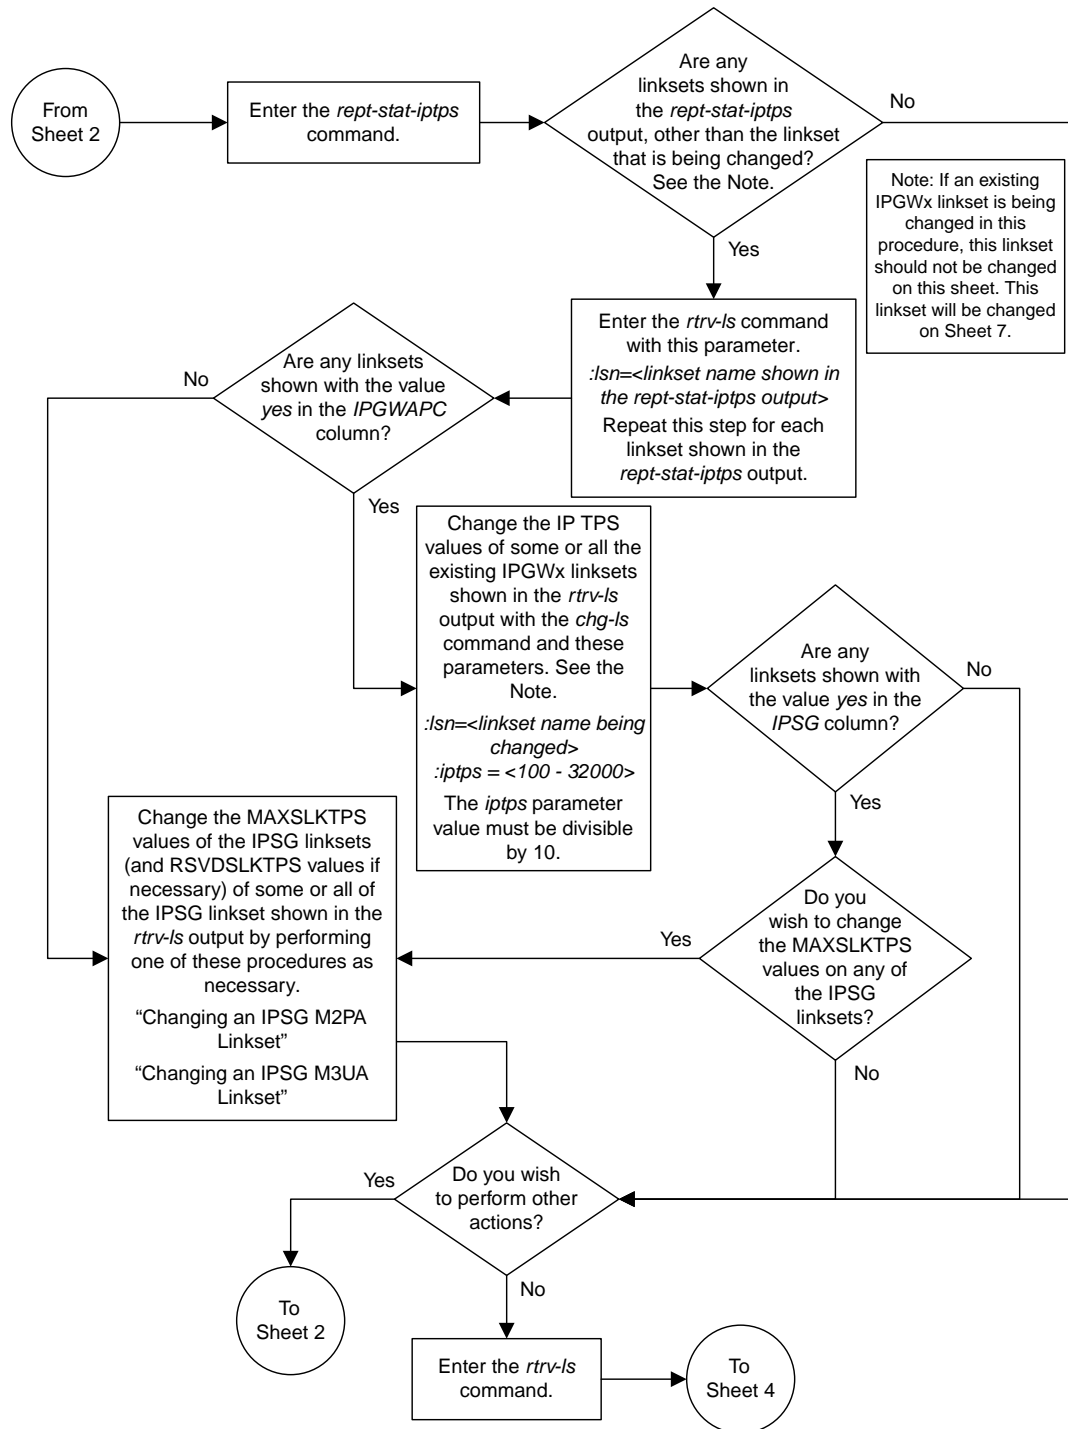 From
Sheet 2
Enter the rept-stat-iptps
command.
Are any
linksets shown in
the rept-stat-iptps
output, other than the linkset
that is being changed?
See the Note.
No
Yes
Note: If an existing
IPGWx linkset is being
changed in this
procedure, this linkset
should not be changed
on this sheet. This
linkset will be changed
on Sheet 7.
Enter the rtrv-ls command
with this parameter.
:lsn=<linkset name shown in
the rept-stat-iptps output>
Repeat this step for each
linkset shown in the
rept-stat-iptps output.
Are any linksets
shown with the value
yes in the IPGWAPC
column?
No
Yes
Change the IP TPS
values of some or all the
existing IPGWx linksets
shown in the rtrv-ls
output with the chg-ls
command and these
parameters. See the
Note.
:lsn=<linkset name being
changed>
:iptps = <100 - 32000>
The iptps parameter
value must be divisible
by 10.
Are any
linksets shown with
the value yes in the
IPSG column?
No
Yes
Change the MAXSLKTPS
values of the IPSG linksets
(and RSVDSLKTPS values if
necessary) of some or all of
the IPSG linkset shown in the
rtrv-ls output by performing
one of these procedures as
necessary.
“Changing an IPSG M2PA
Linkset”
“Changing an IPSG M3UA
Linkset”
Do you
wish to change
the MAXSLKTPS
values on any of
the IPSG
linksets?
Yes
No
Do you wish
to perform other
actions?
Yes
No
To
Sheet 2
Enter the rtrv-ls
command.
To
Sheet 4